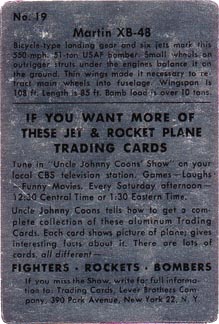 No. 19
Martin XB-48
Bicycle-type landing gear and six jets mark this
550 mph. 51-ton USAF bomber. Small wheels on
outrigger struts under the engines balance it on
the ground. Thin wings made it necessary to re-
tract main wheels into fuselage. Wingspan is
108 ft. Length is 85 ft. Bomb load is over 10 tons.
IF YOU WANT MORE OF
THESE JET & ROCKET PLANE
TRADING CARDS
Tune in "Uncle Johnny Coons' Show" on your
local CBS television station. Games - Laughs
- Funny Movies. Every Saturday afternoon -
12:30 Central Time or 1:30 Eastern Time.
Uncle Johnny Coons tells how to get a com-
plete collection of these aluminum Trading
Cards. Each card shows picture of plane; gives
interesting facts about it. There are lots of
cards, all different -
FIGHTERS · ROCKETS · BOMBERS
If you miss the Show, write for full informa-
tion to: Trading Cards, Lever Brothers Com-
pany, 390 Park Avenue, New York 22, N. Y.